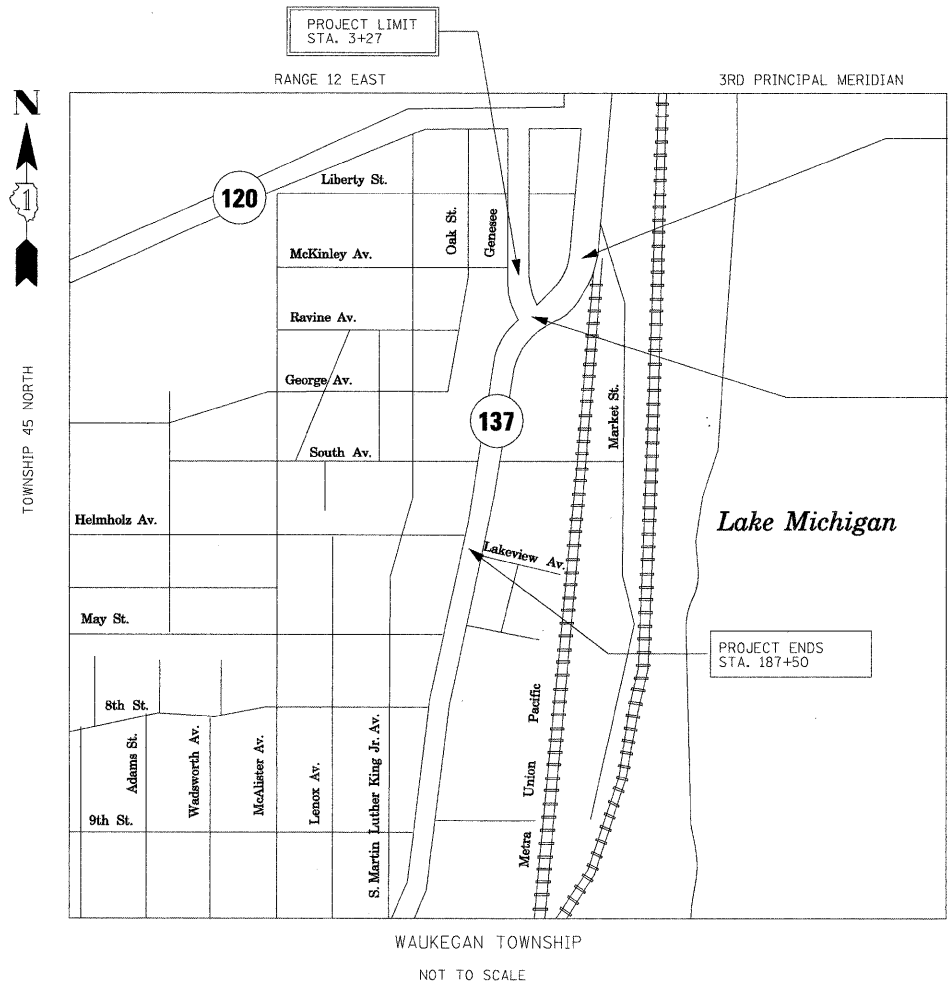 PROJECT LIMIT
STA. 3+27
RANGE 12 EAST
3RD PRINCIPAL MERIDIAN
N
1
TOWNSHIP 45 NORTH
120
Liberty St.
Oak St.
Genesee
McKinley Av.
Ravine Av.
George Av.
137
Market St.
South Av.
Helmholz Av.
Lake Michigan
Lakeview Av.
May St.
PROJECT ENDS
STA. 187+50
8th St.
Adams St.
Wadsworth Av.
McAlister Av.
Lenox Av.
S. Martin Luther King Jr. Av.
Metra Union Pacific
9th St.
WAUKEGAN TOWNSHIP
NOT TO SCALE